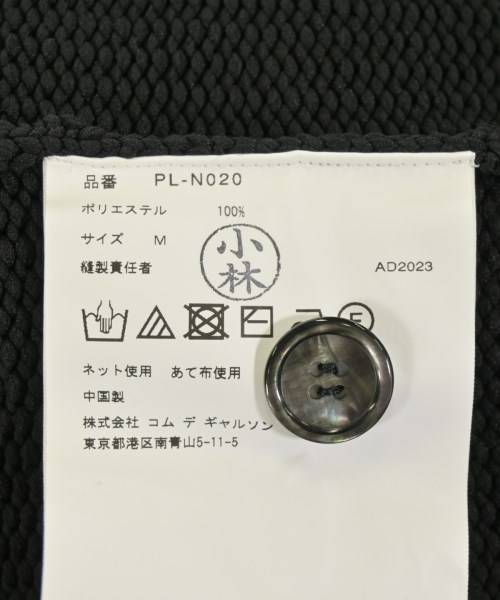 品番 PL-N020
ポリエステル 100%
サイズ M
小林
縫製責任者 AD2023
ネット使用 あて布使用
中国製
株式会社 コム デ ギャルソン
東京都港区南青山5-11-5